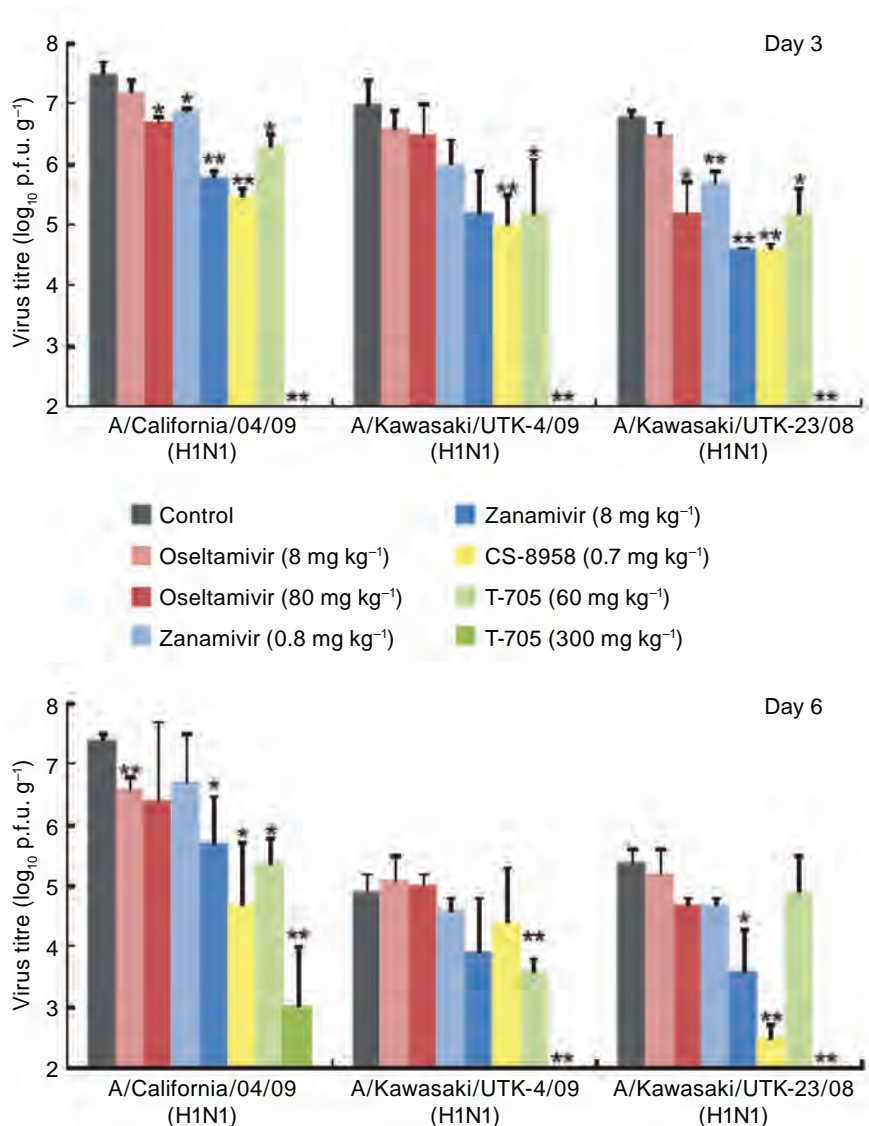 Day 3
Virus titre (log₁₀ p.f.u. g⁻¹)
8
7
6
5
4
3
2
*
*
**
**
*
**
**
*
**
*
**
**
**
*
**
A/California/04/09
(H1N1)
A/Kawasaki/UTK-4/09
(H1N1)
A/Kawasaki/UTK-23/08
(H1N1)
Control
Oseltamivir (8 mg kg⁻¹)
Oseltamivir (80 mg kg⁻¹)
Zanamivir (0.8 mg kg⁻¹)
Zanamivir (8 mg kg⁻¹)
CS-8958 (0.7 mg kg⁻¹)
T-705 (60 mg kg⁻¹)
T-705 (300 mg kg⁻¹)
Day 6
Virus titre (log₁₀ p.f.u. g⁻¹)
8
7
6
5
4
3
2
**
*
*
*
**
**
**
*
**
**
A/California/04/09
(H1N1)
A/Kawasaki/UTK-4/09
(H1N1)
A/Kawasaki/UTK-23/08
(H1N1)